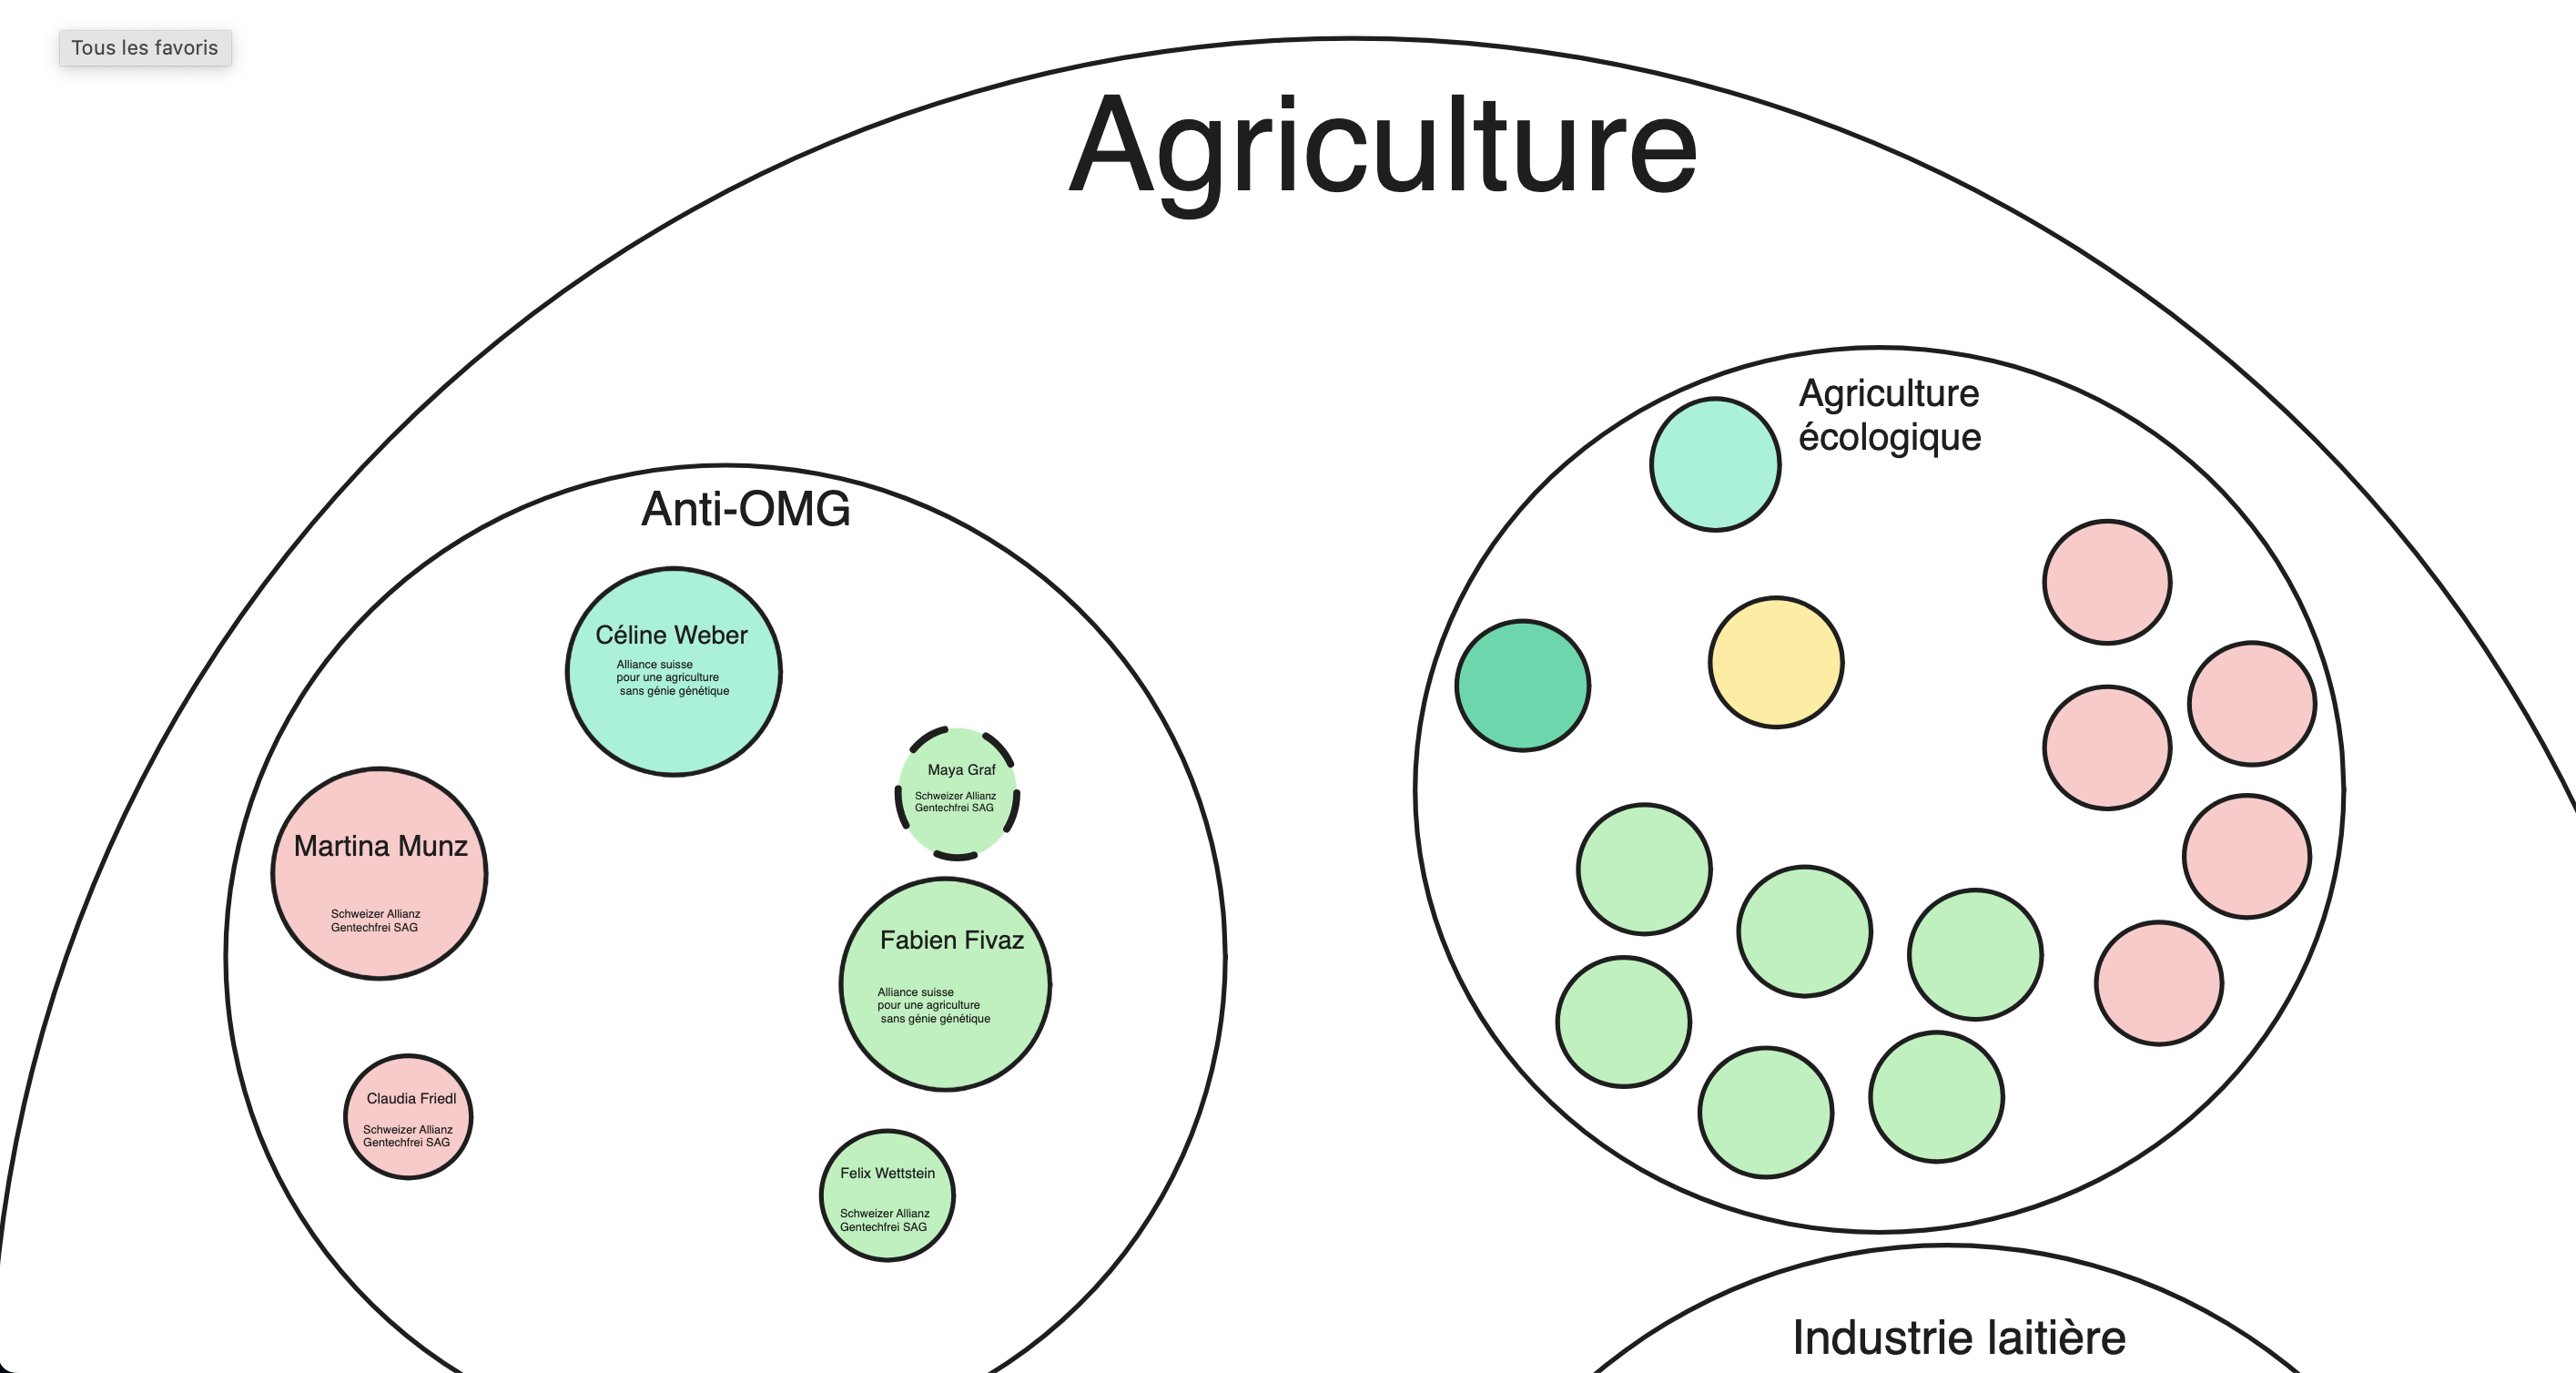 Tous les favoris
Agriculture
Agriculture
écologique
Anti-OMG
Céline Weber
Alliance suisse
pour une agriculture
sans génie génétique
Maya Graf
Schweizer Allianz
Gentechfrei SAG
Martina Munz
Schweizer Allianz
Gentechfrei SAG
Fabien Fivaz
Alliance suisse
pour une agriculture
sans génie génétique
Claudia Friedl
Schweizer Allianz
Gentechfrei SAG
Felix Wettstein
Schweizer Allianz
Gentechfrei SAG
Industrie laitière